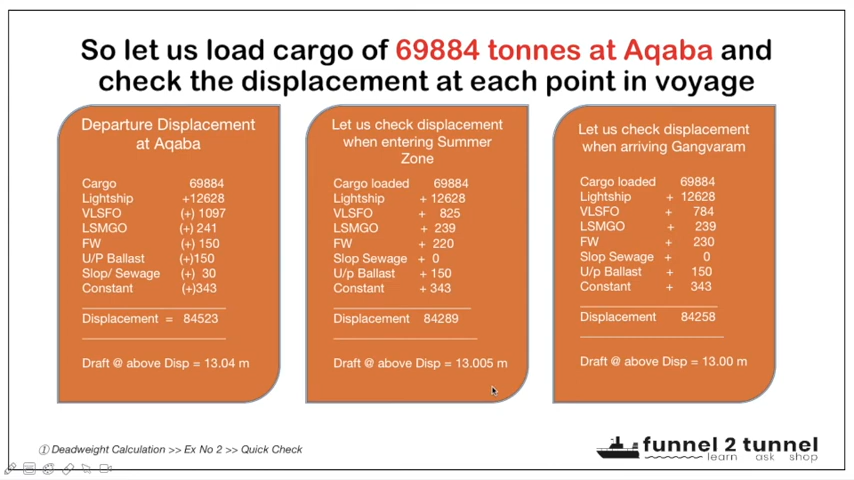 So let us load cargo of 69884 tonnes at Aqaba and
check the displacement at each point in voyage
Departure Displacement
at Aqaba
Cargo 69884
Lightship +12628
VLSFO (+) 1097
LSMGO (+) 241
FW (+) 150
U/P Ballast (+)150
Slop/ Sewage (+) 30
Constant (+)343
Displacement = 84523
Draft @ above Disp = 13.04 m
Let us check displacement
when entering Summer
Zone
Cargo loaded 69884
Lightship + 12628
VLSFO + 825
LSMGO + 239
FW + 220
Slop Sewage + 0
U/p Ballast + 150
Constant + 343
Displacement 84289
Draft @ above Disp = 13.005 m
Let us check displacement
when arriving Gangvaram
Cargo loaded 69884
Lightship + 12628
VLSFO + 784
LSMGO + 239
FW + 230
Slop Sewage + 0
U/p Ballast + 150
Constant + 343
Displacement 84258
Draft @ above Disp = 13.00 m
① Deadweight Calculation >> Ex No 2 >> Quick Check
funnel 2 tunnel
learn ask shop